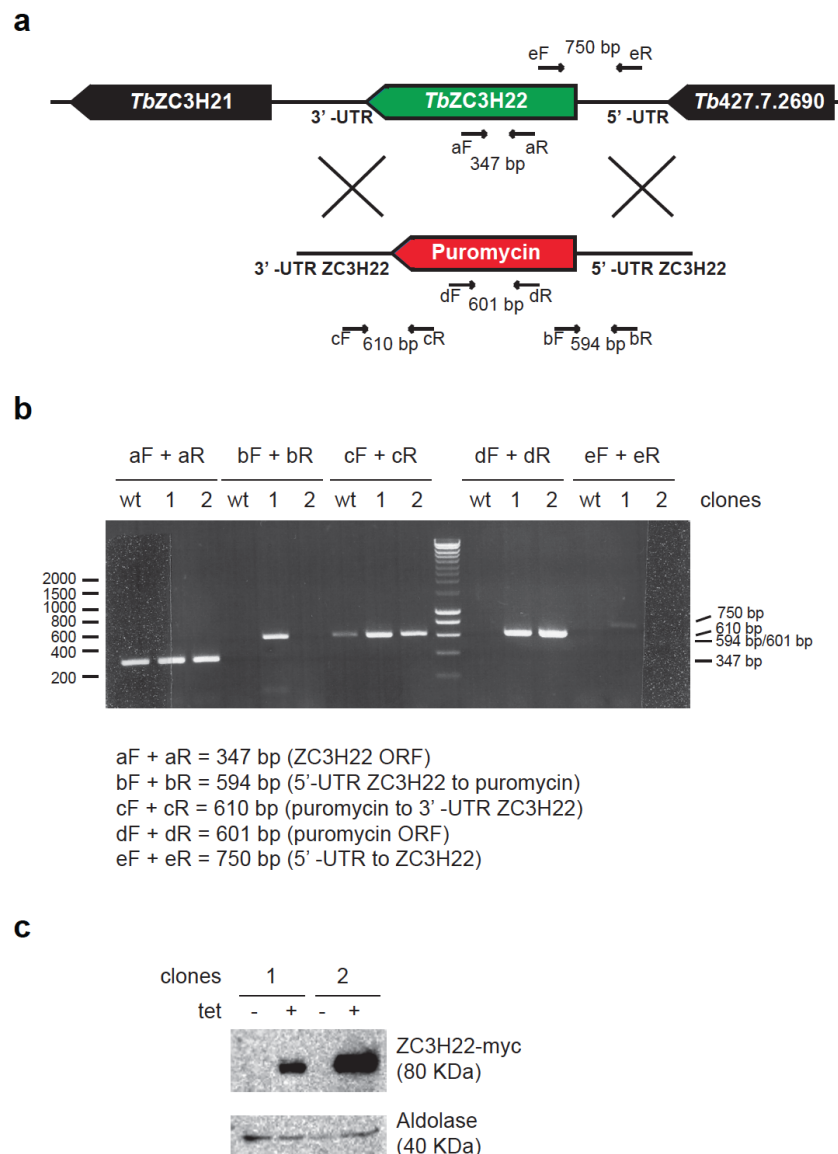 a
750 bp
eF eR
TbZC3H21 TbZC3H22 Tb427.7.2690
3' -UTR 5' -UTR
aF aR
347 bp
Puromycin
3' -UTR ZC3H22 5' -UTR ZC3H22
dF dR
601 bp
cF 610 bp cR bF 594 bp bR
b
aF + aR bF + bR cF + cR dF + dR eF + eR
wt 1 2 wt 1 2 wt 1 2 wt 1 2 wt 1 2 clones
2000
1500
1000
800
600
400
200
750 bp
610 bp
594 bp/601 bp
347 bp
aF + aR = 347 bp (ZC3H22 ORF)
bF + bR = 594 bp (5'-UTR ZC3H22 to puromycin)
cF + cR = 610 bp (puromycin to 3' -UTR ZC3H22)
dF + dR = 601 bp (puromycin ORF)
eF + eR = 750 bp (5' -UTR to ZC3H22)
c
clones 1 2
tet - + - +
ZC3H22-myc
(80 KDa)
Aldolase
(40 KDa)